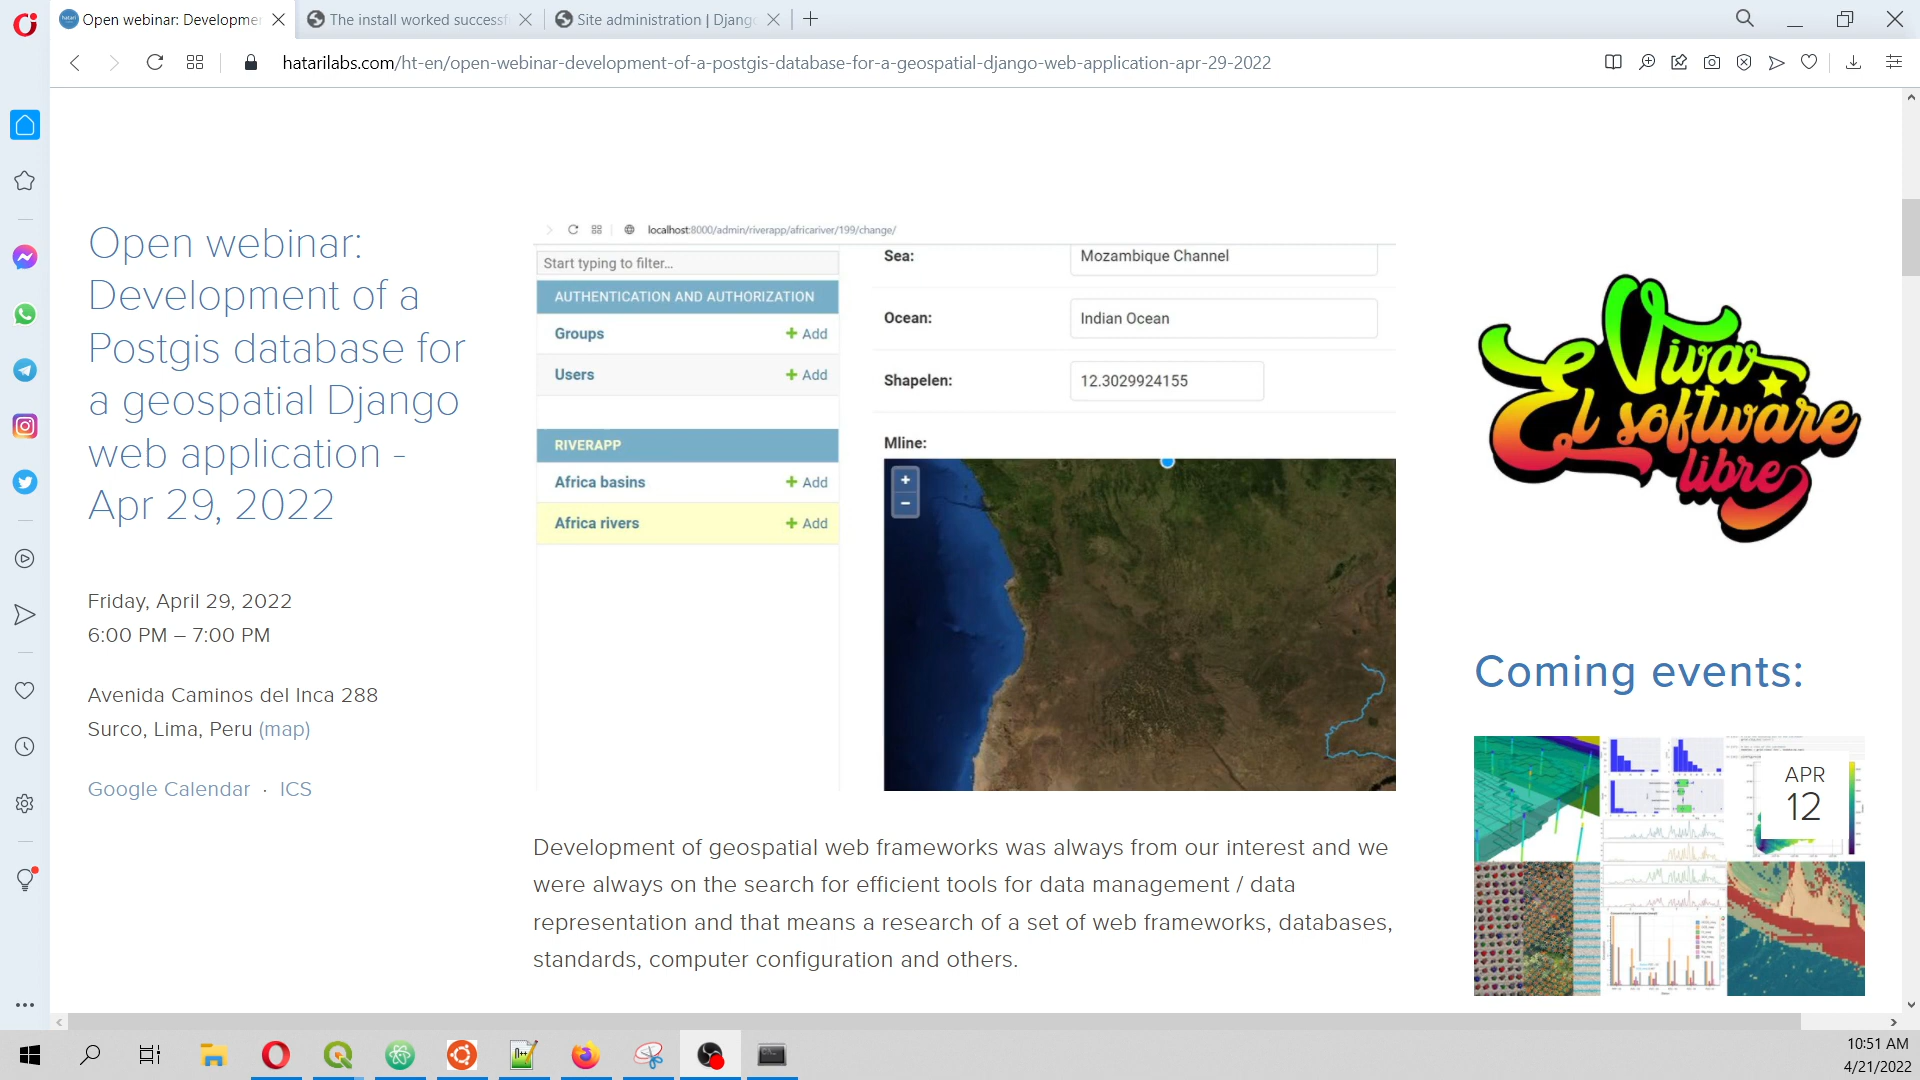 Open webinar: Developme
The install worked successf
Site administration | Djang
hatarilabs.com/ht-en/open-webinar-development-of-a-postgis-database-for-a-geospatial-django-web-application-apr-29-2022
Open webinar:
Development of a
Postgis database for
a geospatial Django
web application -
Apr 29, 2022
Friday, April 29, 2022
6:00 PM – 7:00 PM
Avenida Caminos del Inca 288
Surco, Lima, Peru (map)
Google Calendar · ICS
localhost:8000/admin/riverapp/africariver/199/change/
Start typing to filter...
AUTHENTICATION AND AUTHORIZATION
Groups + Add
Users + Add
RIVERAPP
Africa basins + Add
Africa rivers + Add
Sea: Mozambique Channel
Ocean: Indian Ocean
Shapelen: 12.3029924155
Mline:
+
−
Development of geospatial web frameworks was always from our interest and we
were always on the search for efficient tools for data management / data
representation and that means a research of a set of web frameworks, databases,
standards, computer configuration and others.
Viva
El software
libre
Coming events:
APR
12
10:51 AM
4/21/2022